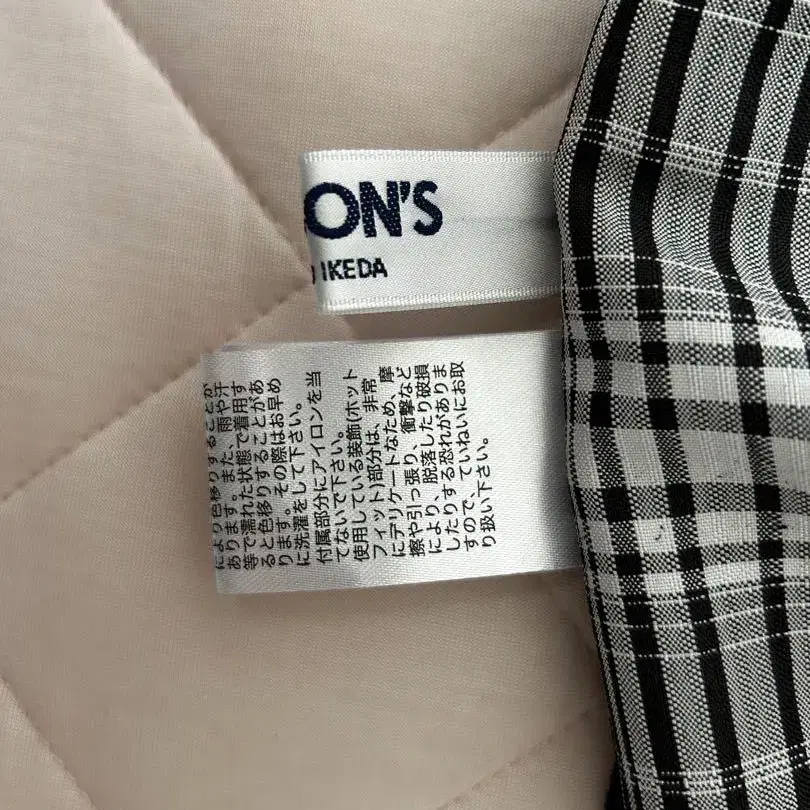 ON'S
IKEDA
により色移りすることが
あります。また、雨や汗
等で濡れた状態で着用す
ると色移りすることがあ
ります。その際はお早め
に洗濯をして下さい。
付属部分にアイロンを当
てないで下さい。
使用している装飾(ホット
フィット)部分は、非常
にデリケートなため、摩
擦や引っ張り、衝撃など
により、脱落したり破損
したりする恐れがありま
すので、ていねいにお取
り扱い下さい。